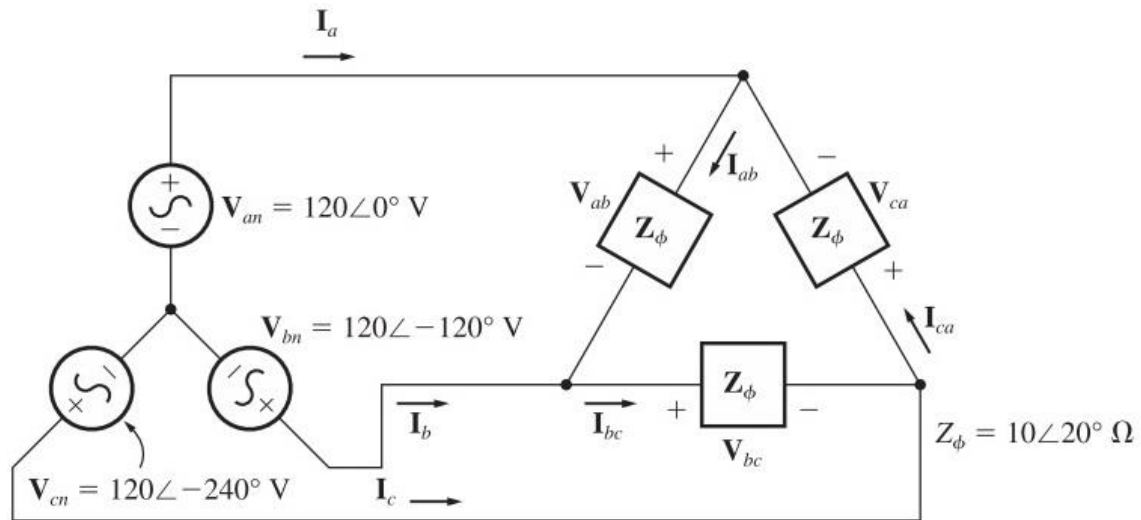 I_a
+
I_ab
−
+
V_ab
V_ca
Z_ϕ
Z_ϕ
−
+
+
−
V_an = 120∠0° V
I_ca
V_bn = 120∠−120° V
−
+
−
+
I_b
I_bc
+
Z_ϕ
−
V_bc
Z_ϕ = 10∠20° Ω
V_cn = 120∠−240° V
I_c